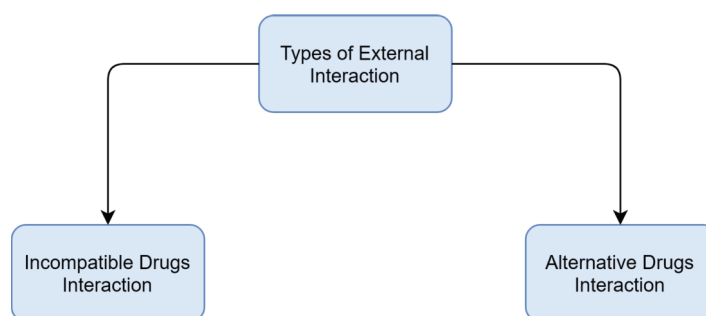 Types of External
Interaction
Incompatible Drugs
Interaction
Alternative Drugs
Interaction